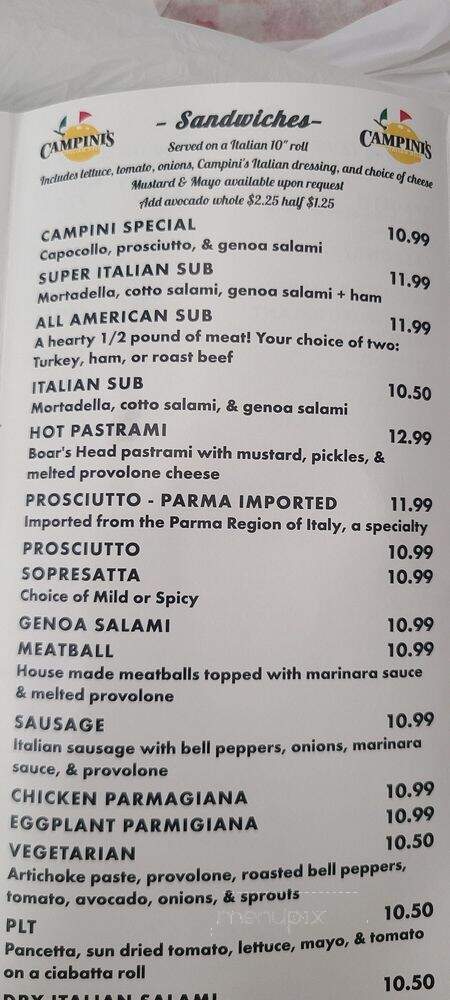 CAMPINI'S
- Sandwiches-
CAMPINI'S
Served on a Italian 10" roll
Includes lettuce, tomato, onions, Campini's Italian dressing, and choice of cheese
Mustard & Mayo available upon request
Add avocado whole $2.25 half $1.25
CAMPINI SPECIAL 10.99
Capocollo, prosciutto, & genoa salami
SUPER ITALIAN SUB 11.99
Mortadella, cotto salami, genoa salami + ham
ALL AMERICAN SUB 11.99
A hearty 1/2 pound of meat! Your choice of two:
Turkey, ham, or roast beef
ITALIAN SUB 10.50
Mortadella, cotto salami, & genoa salami
HOT PASTRAMI 12.99
Boar's Head pastrami with mustard, pickles, &
melted provolone cheese
PROSCIUTTO - PARMA IMPORTED 11.99
Imported from the Parma Region of Italy, a specialty
PROSCIUTTO 10.99
SOPRESATTA 10.99
Choice of Mild or Spicy
GENOA SALAMI 10.99
MEATBALL 10.99
House made meatballs topped with marinara sauce
& melted provolone
SAUSAGE 10.99
Italian sausage with bell peppers, onions, marinara
sauce, & provolone
CHICKEN PARMAGIANA 10.99
EGGPLANT PARMIGIANA 10.99
VEGETARIAN 10.50
Artichoke paste, provolone, roasted bell peppers,
tomato, avocado, onions, & sprouts
menupix
PLT 10.50
Pancetta, sun dried tomato, lettuce, mayo, & tomato
on a ciabatta roll
DRY ITALIAN SALAMI 10.50